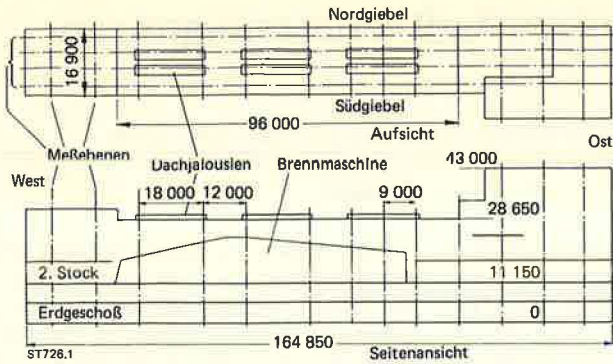 Nordgiebel
16 900
Südgiebel
96 000
Aufsicht
Meßebenen
Dachjalousien
Brennmaschine
43 000
Ost
West
18 000
12 000
9 000
28 650
2. Stock
11 150
Erdgeschoß
0
164 850
ST726.1
Seitenansicht